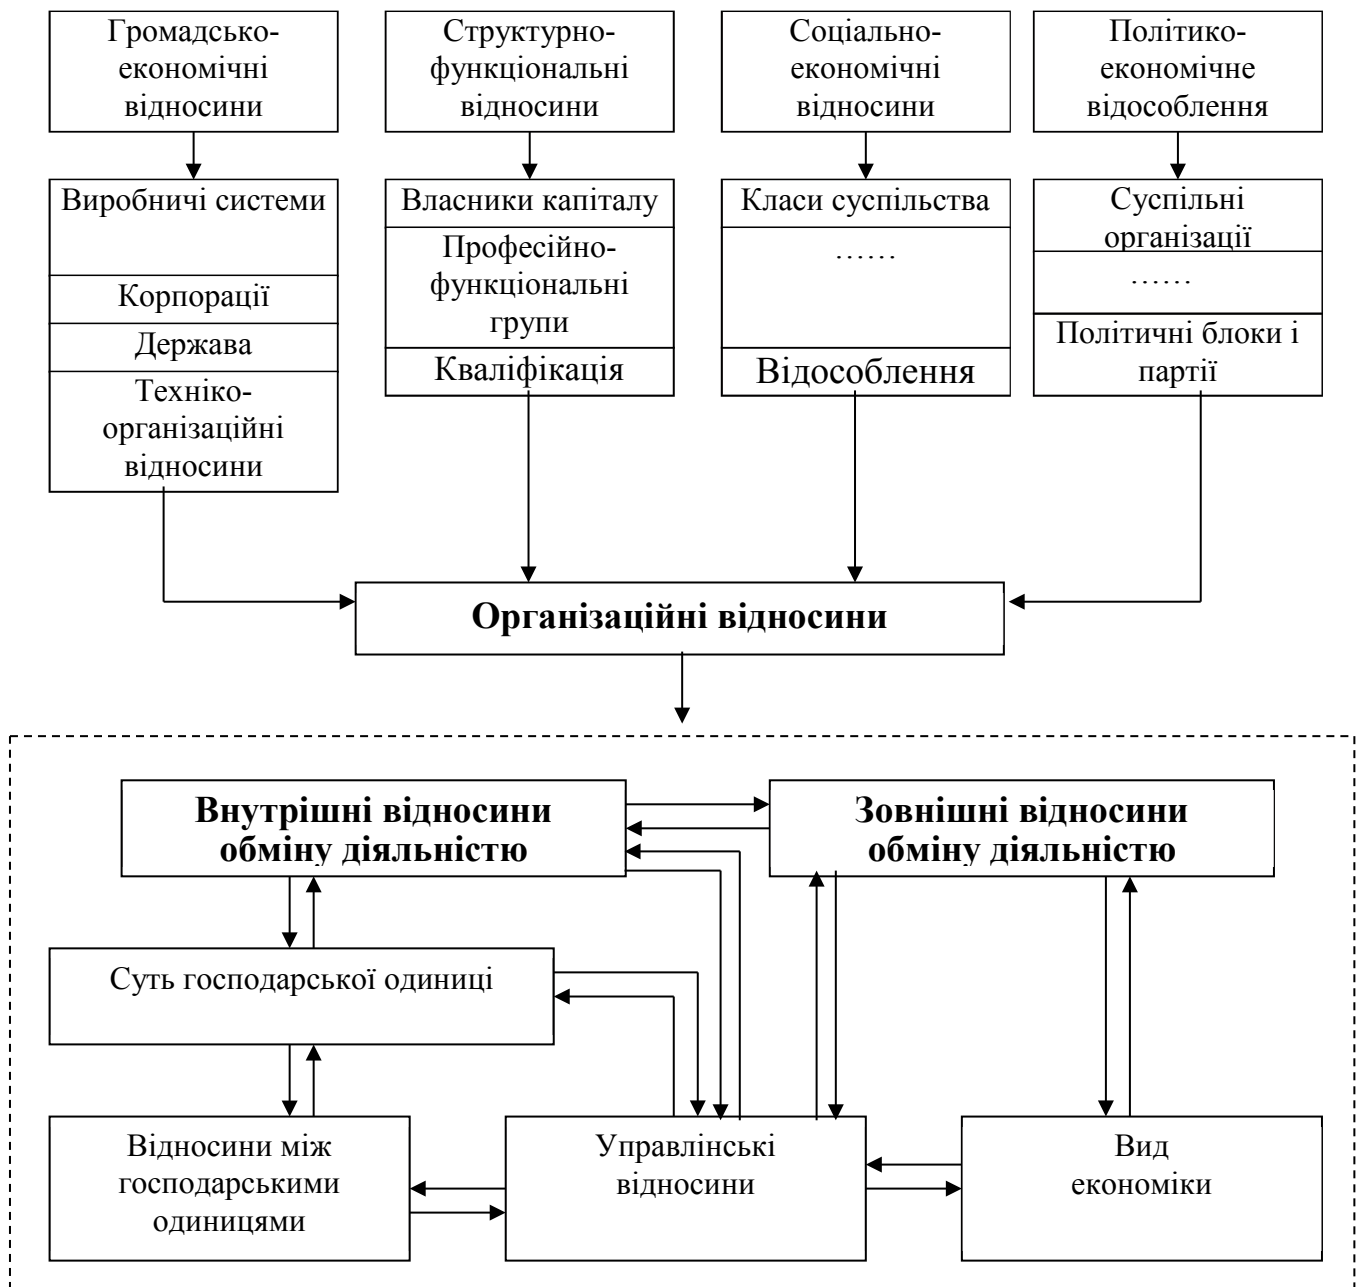 Громадсько-
економічні
відносини
Структурно-
функціональні
відносини
Соціально-
економічні
відносини
Політико-
економічне
відособлення
Виробничі системи
Корпорації
Держава
Техніко-
організаційні
відносини
Власники капіталу
Професійно-
функціональні
групи
Кваліфікація
Класи суспільства
……
Відособлення
Суспільні
організації
……
Політичні блоки і
партії
Організаційні відносини
Внутрішні відносини
обміну діяльністю
Зовнішні відносини
обміну діяльністю
Суть господарської одиниці
Відносини між
господарськими
одиницями
Управлінські
відносини
Вид
економіки